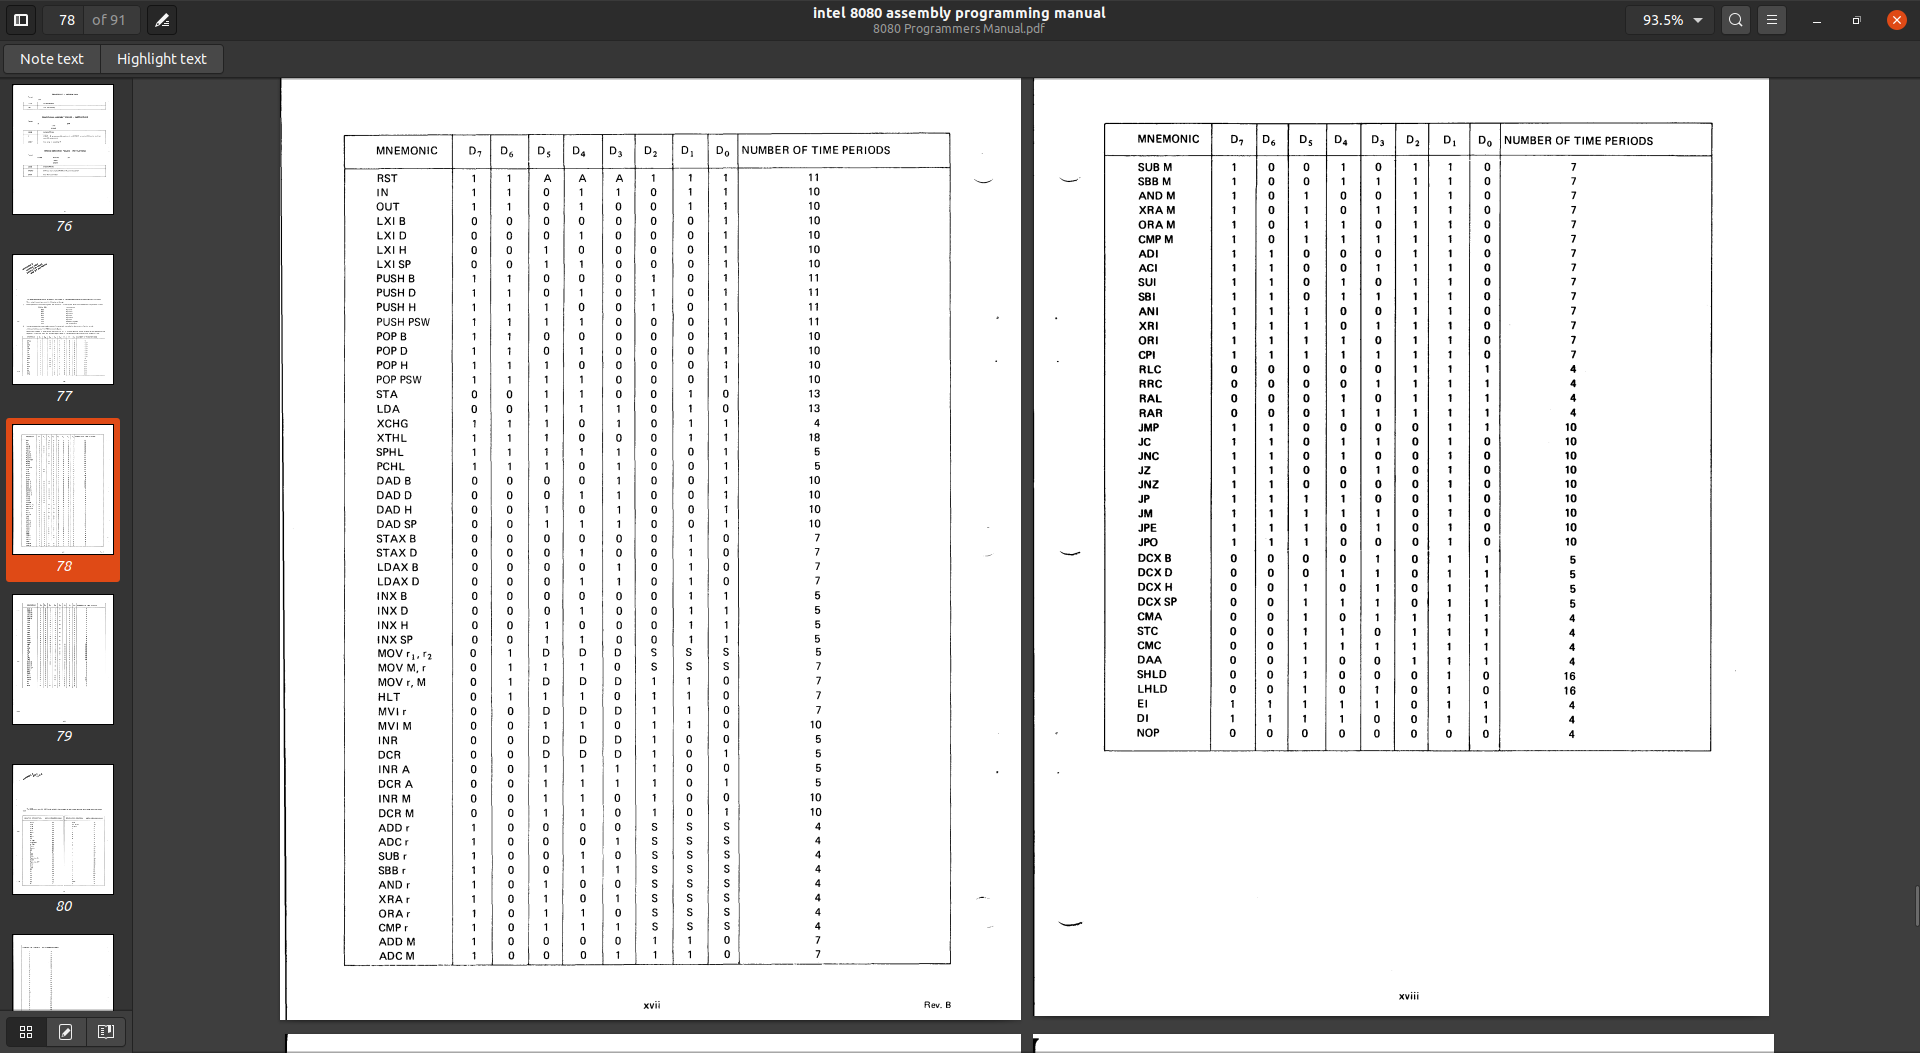 78 of 91
intel 8080 assembly programming manual
8080 Programmers Manual.pdf
93.5%
Note text Highlight text
76
77
78
79
80
MNEMONIC D7 D6 D5 D4 D3 D2 D1 D0 NUMBER OF TIME PERIODS
RST 1 1 A A A 1 1 1 11
IN 1 1 0 1 1 0 1 1 10
OUT 1 1 0 1 0 0 1 1 10
LXI B 0 0 0 0 0 0 0 1 10
LXI D 0 0 0 1 0 0 0 1 10
LXI H 0 0 1 0 0 0 0 1 10
LXI SP 0 0 1 1 0 0 0 1 10
PUSH B 1 1 0 0 0 1 0 1 11
PUSH D 1 1 0 1 0 1 0 1 11
PUSH H 1 1 1 0 0 1 0 1 11
PUSH PSW 1 1 1 1 0 0 0 1 11
POP B 1 1 0 0 0 0 0 1 10
POP D 1 1 0 1 0 0 0 1 10
POP H 1 1 1 0 0 0 0 1 10
POP PSW 1 1 1 1 0 0 0 1 10
STA 0 0 1 1 0 0 1 0 13
LDA 0 0 1 1 1 0 1 0 13
XCHG 1 1 1 0 1 0 1 1 4
XTHL 1 1 1 0 0 0 1 1 18
SPHL 1 1 1 1 1 0 0 1 5
PCHL 1 1 1 0 1 0 0 1 5
DAD B 0 0 0 0 1 0 0 1 10
DAD D 0 0 0 1 1 0 0 1 10
DAD H 0 0 1 0 1 0 0 1 10
DAD SP 0 0 1 1 1 0 0 1 10
STAX B 0 0 0 0 0 0 1 0 7
STAX D 0 0 0 1 0 0 1 0 7
LDAX B 0 0 0 0 1 0 1 0 7
LDAX D 0 0 0 1 1 0 1 0 7
INX B 0 0 0 0 0 0 1 1 5
INX D 0 0 0 1 0 0 1 1 5
INX H 0 0 1 0 0 0 1 1 5
INX SP 0 0 1 1 0 0 1 1 5
MOV r1, r2 0 1 D D D S S S 5
MOV M, r 0 1 1 1 0 S S S 7
MOV r, M 0 1 D D D 1 1 0 7
HLT 0 1 1 1 0 1 1 0 7
MVI r 0 0 D D D 1 1 0 7
MVI M 0 0 1 1 0 1 1 0 10
INR 0 0 D D D 1 0 0 5
DCR 0 0 D D D 1 0 1 5
INR A 0 0 1 1 1 1 0 0 5
DCR A 0 0 1 1 1 1 0 1 5
INR M 0 0 1 1 0 1 0 0 10
DCR M 0 0 1 1 0 1 0 1 10
ADD r 1 0 0 0 0 S S S 4
ADC r 1 0 0 0 1 S S S 4
SUB r 1 0 0 1 0 S S S 4
SBB r 1 0 0 1 1 S S S 4
AND r 1 0 1 0 0 S S S 4
XRA r 1 0 1 0 1 S S S 4
ORA r 1 0 1 1 0 S S S 4
CMP r 1 0 1 1 1 S S S 4
ADD M 1 0 0 0 0 1 1 0 7
ADC M 1 0 0 0 1 1 1 0 7
xvii Rev. B
MNEMONIC D7 D6 D5 D4 D3 D2 D1 D0 NUMBER OF TIME PERIODS
SUB M 1 0 0 1 0 1 1 0 7
SBB M 1 0 0 1 1 1 1 0 7
AND M 1 0 1 0 0 1 1 0 7
XRA M 1 0 1 0 1 1 1 0 7
ORA M 1 0 1 1 0 1 1 0 7
CMP M 1 0 1 1 1 1 1 0 7
ADI 1 1 0 0 0 1 1 0 7
ACI 1 1 0 0 1 1 1 0 7
SUI 1 1 0 1 0 1 1 0 7
SBI 1 1 0 1 1 1 1 0 7
ANI 1 1 1 0 0 1 1 0 7
XRI 1 1 1 0 1 1 1 0 7
ORI 1 1 1 1 0 1 1 0 7
CPI 1 1 1 1 1 1 1 0 7
RLC 0 0 0 0 0 1 1 1 4
RRC 0 0 0 0 1 1 1 1 4
RAL 0 0 0 1 0 1 1 1 4
RAR 0 0 0 1 1 1 1 1 4
JMP 1 1 0 0 0 0 1 1 10
JC 1 1 0 1 1 0 1 0 10
JNC 1 1 0 1 0 0 1 0 10
JZ 1 1 0 0 1 0 1 0 10
JNZ 1 1 0 0 0 0 1 0 10
JP 1 1 1 1 0 0 1 0 10
JM 1 1 1 1 1 0 1 0 10
JPE 1 1 1 0 1 0 1 0 10
JPO 1 1 1 0 0 0 1 0 10
DCX B 0 0 0 0 1 0 1 1 5
DCX D 0 0 0 1 1 0 1 1 5
DCX H 0 0 1 0 1 0 1 1 5
DCX SP 0 0 1 1 1 0 1 1 5
CMA 0 0 1 0 1 1 1 1 4
STC 0 0 1 1 0 1 1 1 4
CMC 0 0 1 1 1 1 1 1 4
DAA 0 0 1 0 0 1 1 1 4
SHLD 0 0 1 0 0 0 1 0 16
LHLD 0 0 1 0 1 0 1 0 16
EI 1 1 1 1 1 0 1 1 4
DI 1 1 1 1 0 0 1 1 4
NOP 0 0 0 0 0 0 0 0 4
xviii